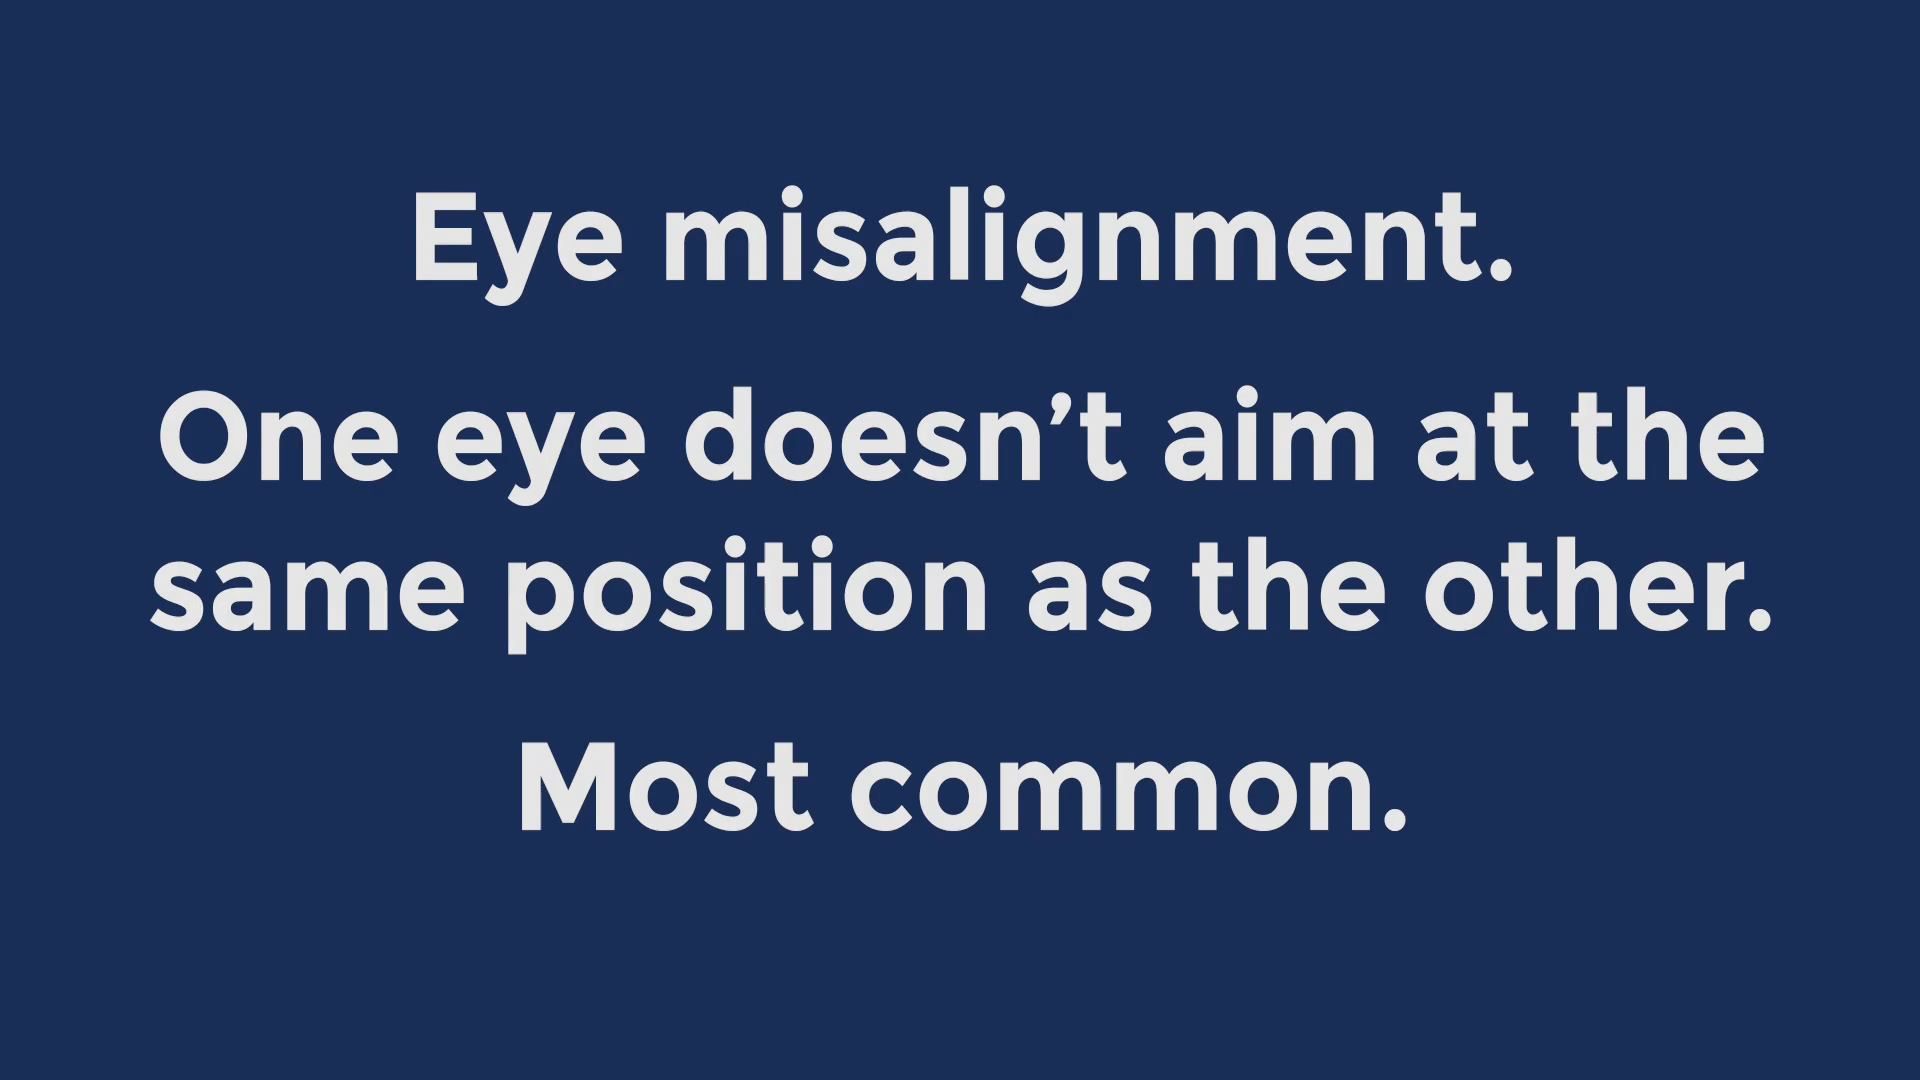 Eye misalignment.
One eye doesn’t aim at the
same position as the other.
Most common.